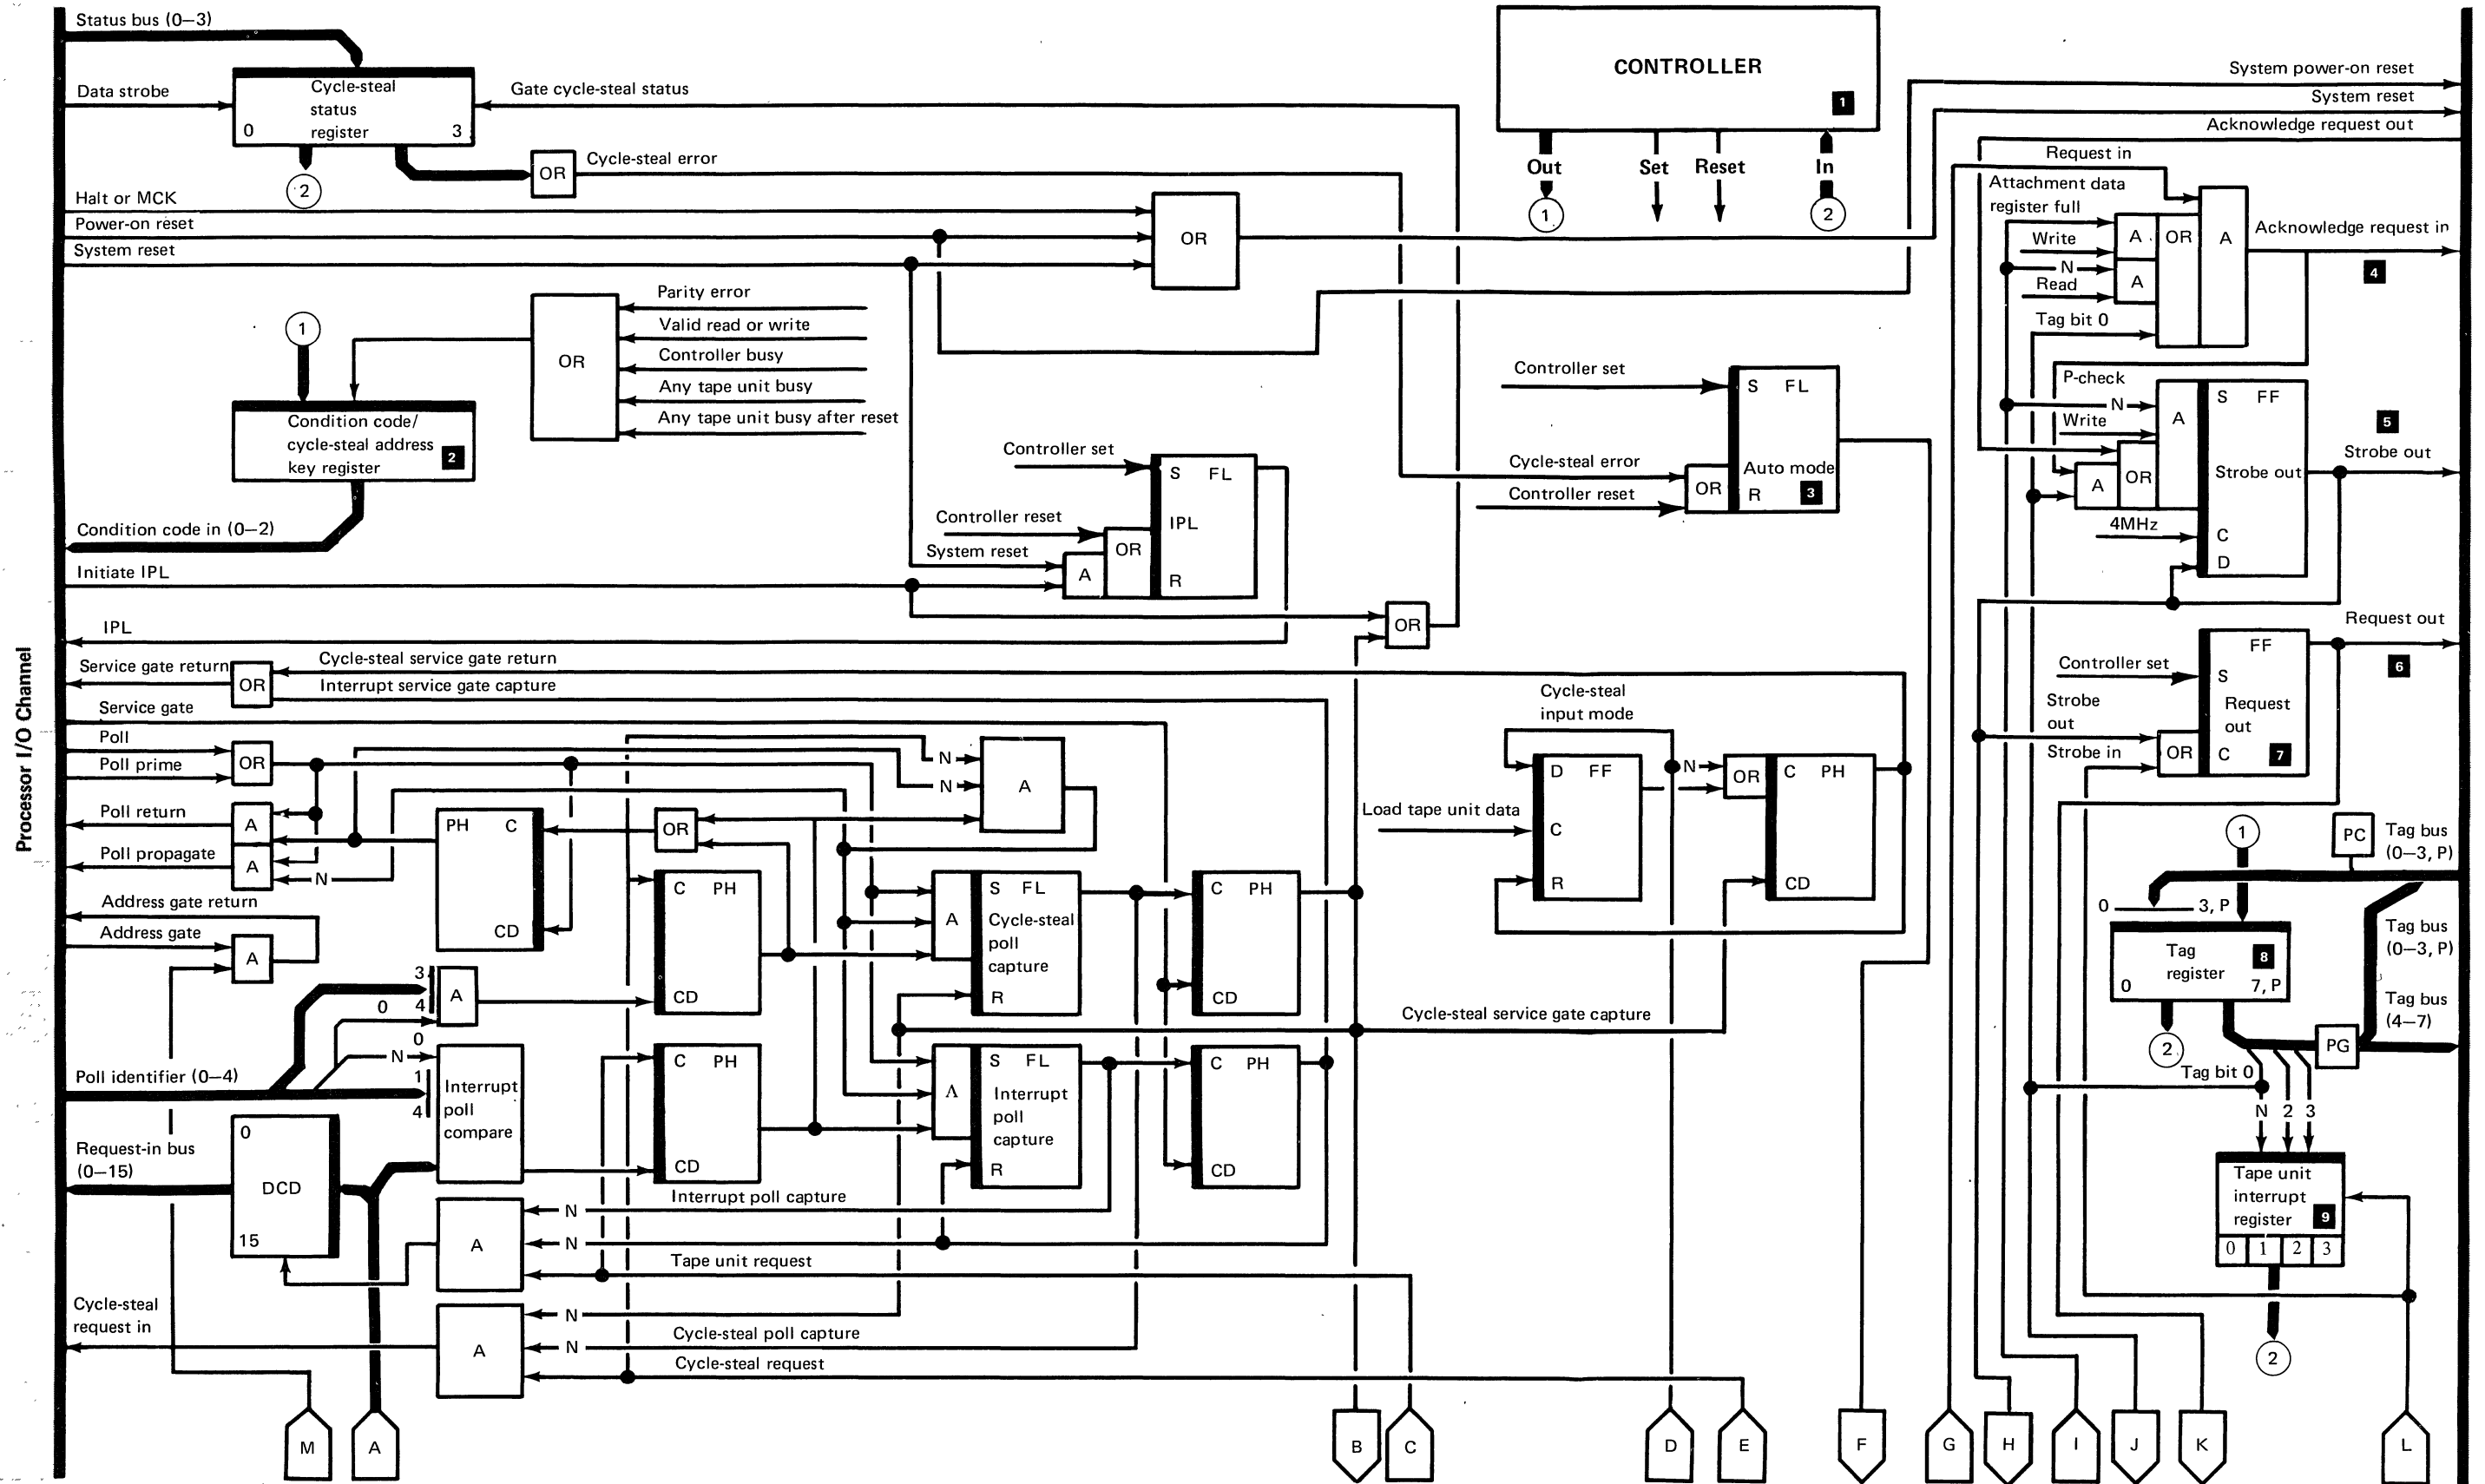 Status bus (0–3)
Data strobe
Cycle-steal
status
register
0
3
Gate cycle-steal status
2
OR
Cycle-steal error
Halt or MCK
Power-on reset
System reset
OR
CONTROLLER
1
Out
Set
Reset
In
1
2
System power-on reset
System reset
Acknowledge request out
Request in
Attachment data
register full
Write
N
Read
Tag bit 0
A
A
OR
A
Acknowledge request in
4
1
Parity error
Valid read or write
Controller busy
Any tape unit busy
Any tape unit busy after reset
OR
Condition code/
cycle-steal address
key register
2
Condition code in (0–2)
Controller set
S FL
Auto mode
R
3
Cycle-steal error
Controller reset
OR
Controller set
S FL
IPL
R
Controller reset
System reset
OR
A
P-check
N
Write
A
A
OR
S FF
Strobe out
4MHz
C
D
5
Strobe out
Initiate IPL
IPL
OR
Request out
6
Controller set
FF
S
Request
out
C
7
Strobe
out
Strobe in
OR
Processor I/O Channel
Service gate return
OR
Cycle-steal service gate return
Interrupt service gate capture
Service gate
Poll
Poll prime
OR
Poll return
A
Poll propagate
A
N
Address gate return
Address gate
A
PH C
CD
OR
N
N
A
Cycle-steal
input mode
D FF
C
R
Load tape unit data
N
OR
C PH
CD
C PH
CD
A
S FL
Cycle-steal
poll
capture
R
C PH
CD
Cycle-steal service gate capture
3
4
0
A
0
N
1
4
Poll identifier (0–4)
Interrupt
poll
compare
C PH
CD
A
S FL
Interrupt
poll
capture
R
C PH
CD
Request-in bus
(0–15)
0
DCD
15
Interrupt poll capture
N
N
A
Tape unit request
Cycle-steal
request in
N
Cycle-steal poll capture
N
A
Cycle-steal request
1
PC
Tag bus
(0–3, P)
0
3, P
Tag
register
8
0
7, P
Tag bus
(0–3, P)
Tag bus
(4–7)
PG
2
Tag bit 0
N 2 3
Tape unit
interrupt
register
9
0 1 2 3
2
M
A
B
C
D
E
F
G
H
I
J
K
L